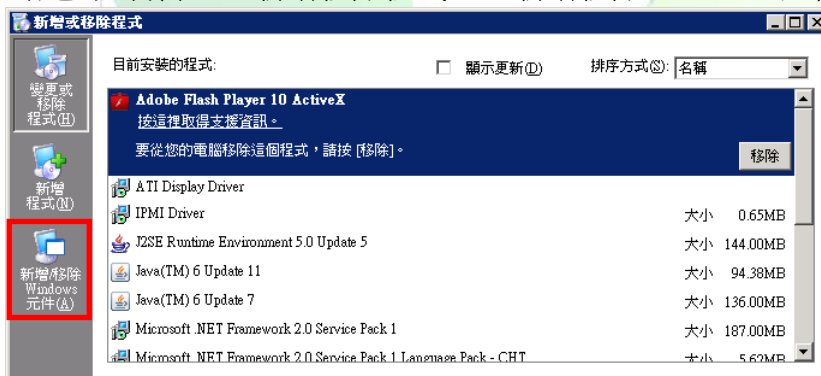 新增或移除程式
變更或
移除
程式(H)
新增
程式(N)
新增/移除
Windows
元件(A)
目前安裝的程式:
顯示更新(D)
排序方式(S): 名稱
Adobe Flash Player 10 ActiveX
按這裡取得支援資訊。
要從您的電腦移除這個程式，請按 [移除]。
移除
ATI Display Driver
IPMI Driver 大小 0.65MB
J2SE Runtime Environment 5.0 Update 5 大小 144.00MB
Java(TM) 6 Update 11 大小 94.38MB
Java(TM) 6 Update 7 大小 136.00MB
Microsoft .NET Framework 2.0 Service Pack 1 大小 187.00MB
Microsoft .NET Framework 2.0 Service Pack 1 Language Pack - CHT 大小 5.62MB